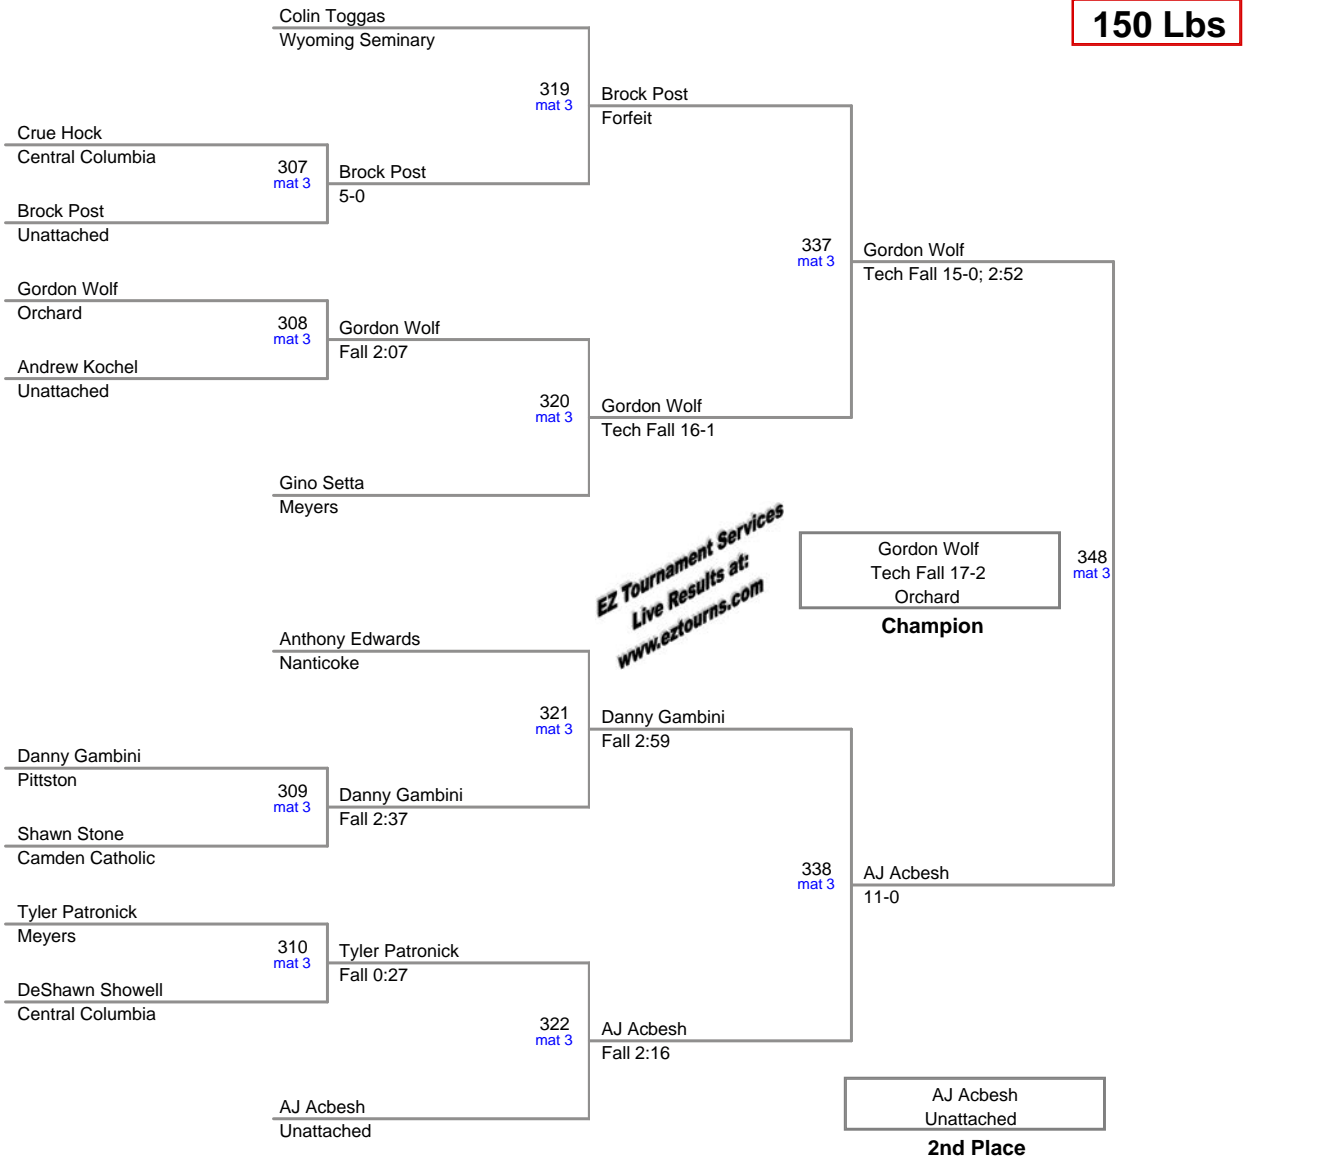 150 Lbs
Colin Toggas
Wyoming Seminary
319
mat 3
Brock Post
Forfeit
Crue Hock
Central Columbia
307
mat 3
Brock Post
5-0
Brock Post
Unattached
337
mat 3
Gordon Wolf
Tech Fall 15-0; 2:52
Gordon Wolf
Orchard
308
mat 3
Gordon Wolf
Fall 2:07
Andrew Kochel
Unattached
320
mat 3
Gordon Wolf
Tech Fall 16-1
Gino Setta
Meyers
EZ Tournament Services
Live Results at:
www.eztourns.com
Gordon Wolf
Tech Fall 17-2
Orchard
Champion
348
mat 3
Anthony Edwards
Nanticoke
321
mat 3
Danny Gambini
Fall 2:59
Danny Gambini
Pittston
309
mat 3
Danny Gambini
Fall 2:37
Shawn Stone
Camden Catholic
338
mat 3
AJ Acbesh
11-0
Tyler Patronick
Meyers
310
mat 3
Tyler Patronick
Fall 0:27
DeShawn Showell
Central Columbia
322
mat 3
AJ Acbesh
Fall 2:16
AJ Acbesh
Unattached
AJ Acbesh
Unattached
2nd Place